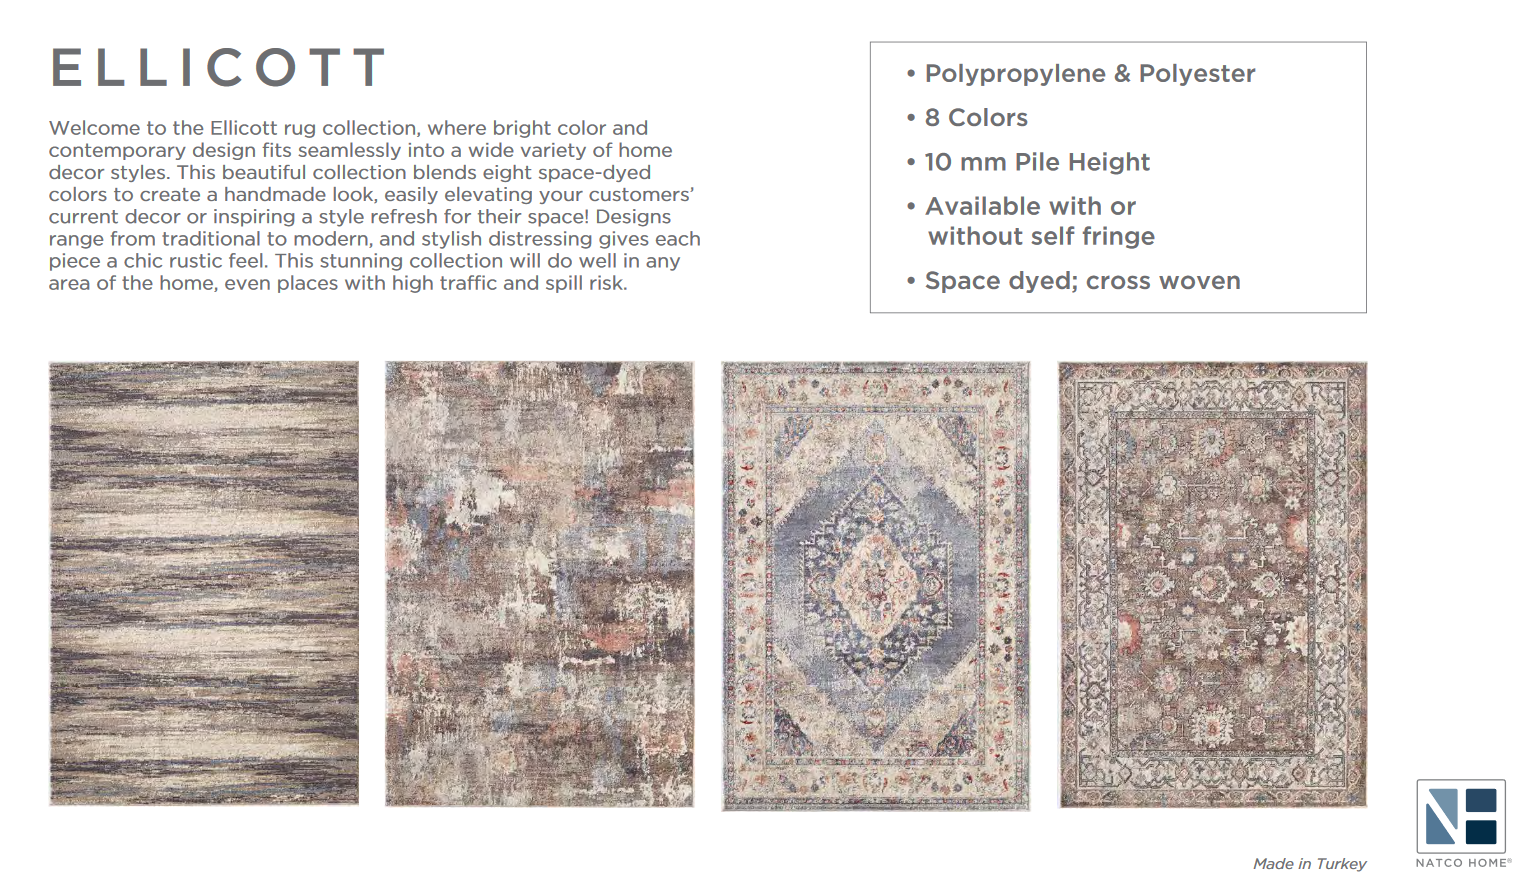 ELLICOTT
Welcome to the Ellicott rug collection, where bright color and
contemporary design fits seamlessly into a wide variety of home
decor styles. This beautiful collection blends eight space-dyed
colors to create a handmade look, easily elevating your customers’
current decor or inspiring a style refresh for their space! Designs
range from traditional to modern, and stylish distressing gives each
piece a chic rustic feel. This stunning collection will do well in any
area of the home, even places with high traffic and spill risk.
• Polypropylene & Polyester
• 8 Colors
• 10 mm Pile Height
• Available with or
without self fringe
• Space dyed; cross woven
Made in Turkey
NH
NATCO HOME®